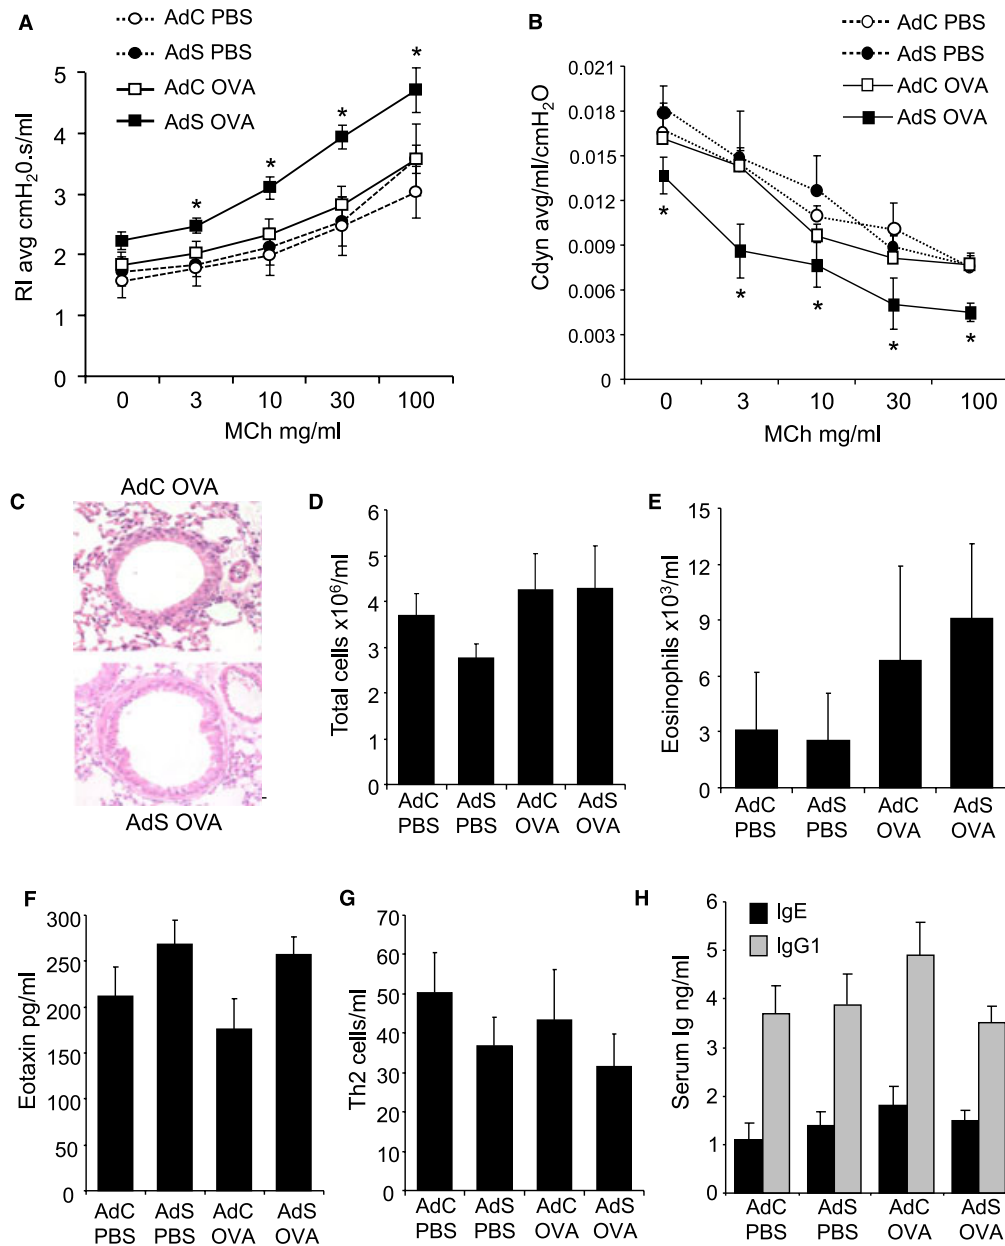 A
AdC PBS
AdS PBS
AdC OVA
AdS OVA
RI avg cmH20.s/ml
5
4
3
2
1
0
* * * *
0 3 10 30 100
MCh mg/ml
B
AdC PBS
AdS PBS
AdC OVA
AdS OVA
Cdyn avg/ml/cmH2O
0.021
0.018
0.015
0.012
0.009
0.006
0.003
0
* * * * *
0 3 10 30 100
MCh mg/ml
C
AdC OVA
AdS OVA
D
Total cells x10⁶/ml
6
5
4
3
2
1
0
AdC AdS AdC AdS
PBS PBS OVA OVA
E
Eosinophils x10³/ml
15
12
9
6
3
0
AdC AdS AdC AdS
PBS PBS OVA OVA
F
Eotaxin pg/ml
300
250
200
150
100
50
0
AdC AdS AdC AdS
PBS PBS OVA OVA
G
Th2 cells/ml
70
60
50
40
30
20
10
0
AdC AdS AdC AdS
PBS PBS OVA OVA
H
IgE
IgG1
Serum Ig ng/ml
6
5
4
3
2
1
0
AdC AdS AdC AdS
PBS PBS OVA OVA